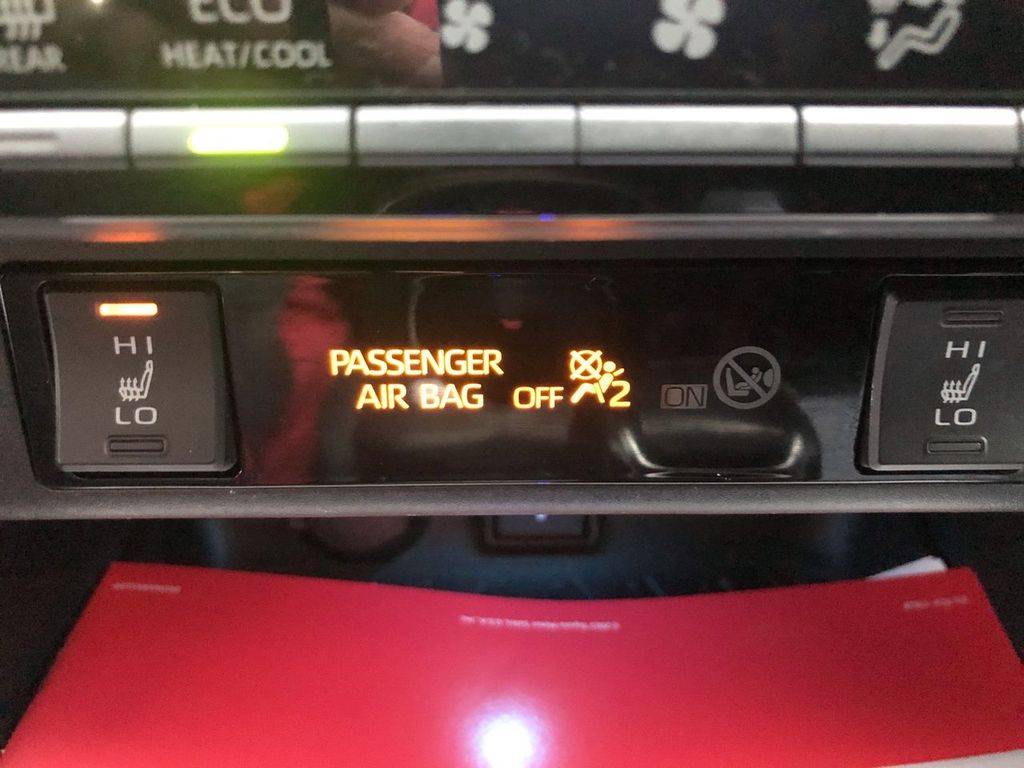 REAR
ECO
HEAT/COOL
HI
LO
PASSENGER
AIR BAG OFF 2
ON
HI
LO